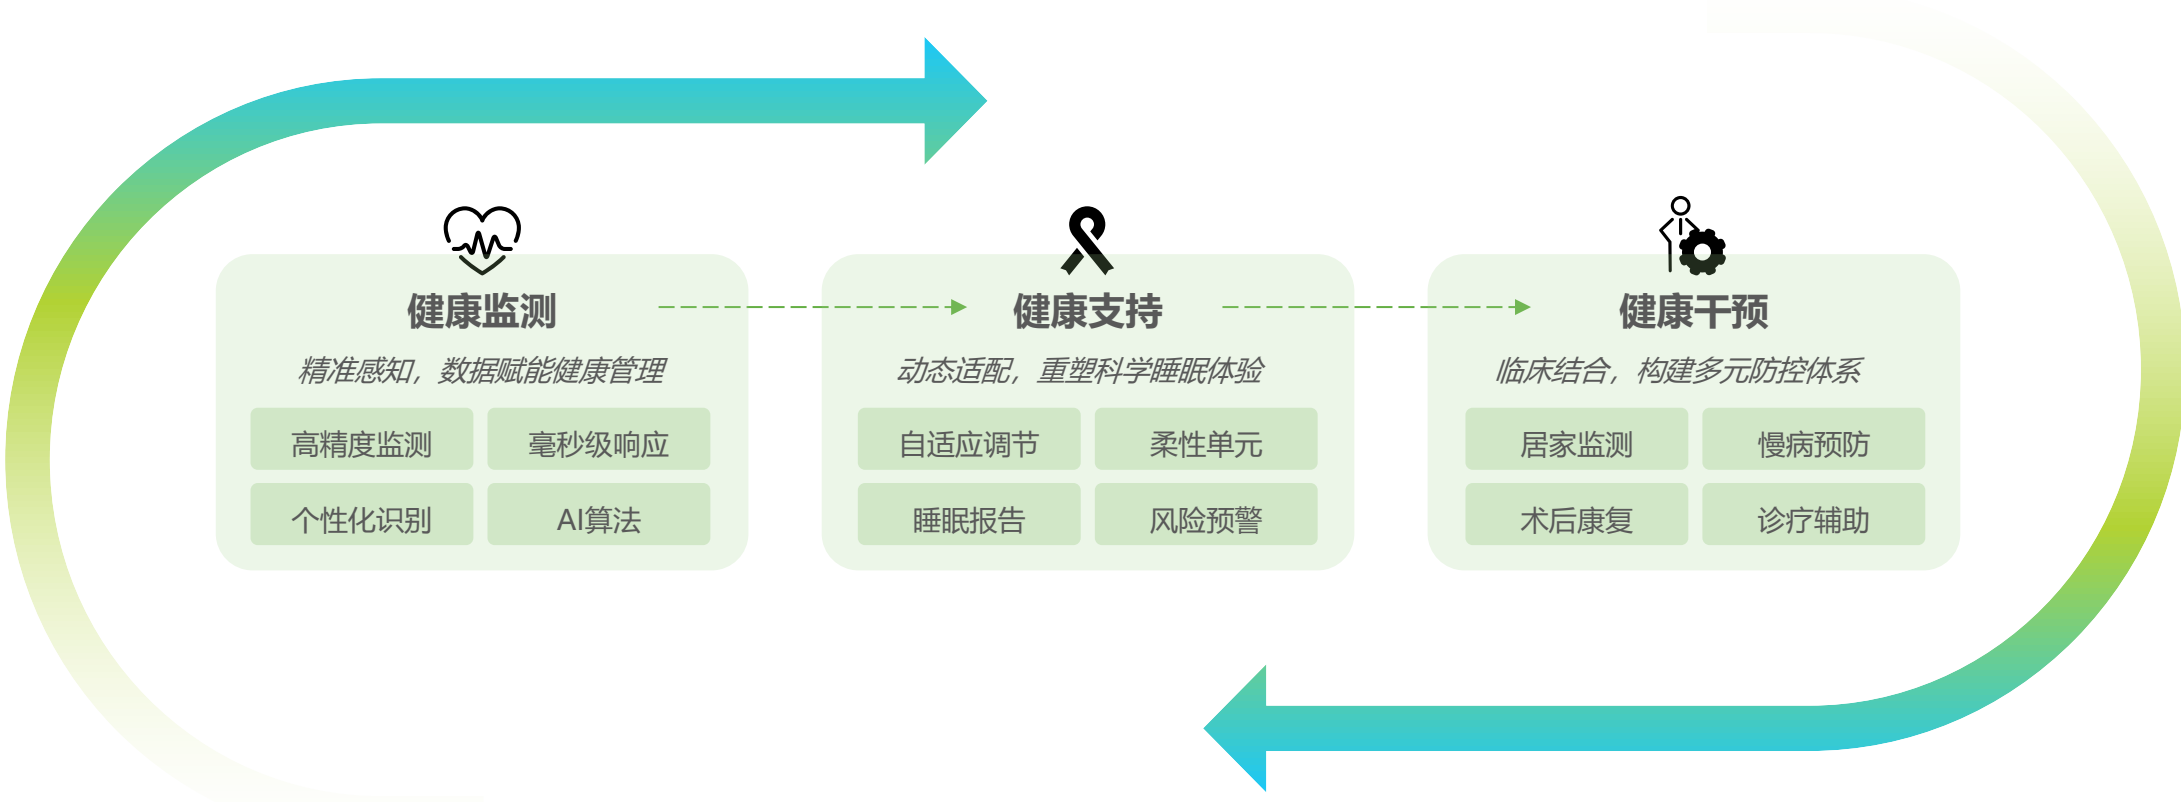 健康监测
精准感知，数据赋能健康管理
高精度监测
毫秒级响应
个性化识别
AI算法
健康支持
动态适配，重塑科学睡眠体验
自适应调节
柔性单元
睡眠报告
风险预警
健康干预
临床结合，构建多元防控体系
居家监测
慢病预防
术后康复
诊疗辅助